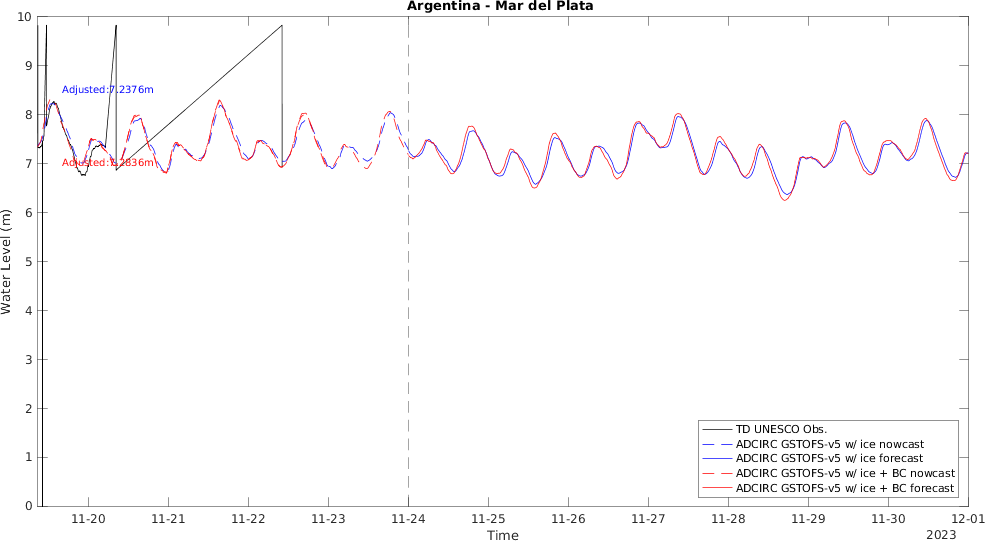 Argentina - Mar del Plata
10
9
8
7
6
5
4
3
2
1
0
Water Level (m)
Adjusted:7.2376m
Adjusted:7.2836m
TD UNESCO Obs.
ADCIRC GSTOFS-v5 w/ ice nowcast
ADCIRC GSTOFS-v5 w/ ice forecast
ADCIRC GSTOFS-v5 w/ ice + BC nowcast
ADCIRC GSTOFS-v5 w/ ice + BC forecast
11-20 11-21 11-22 11-23 11-24 11-25 11-26 11-27 11-28 11-29 11-30 12-01
Time
2023